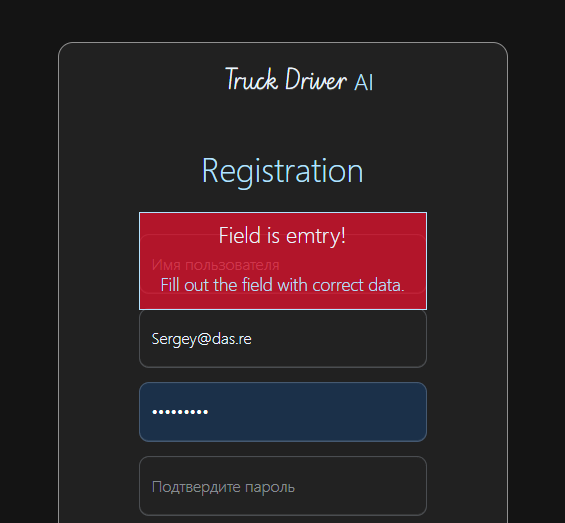 Truck Driver AI
Registration
Field is emtry!
Имя пользователя
Fill out the field with correct data.
Sergey@das.re
•••••••••
Подтвердите пароль